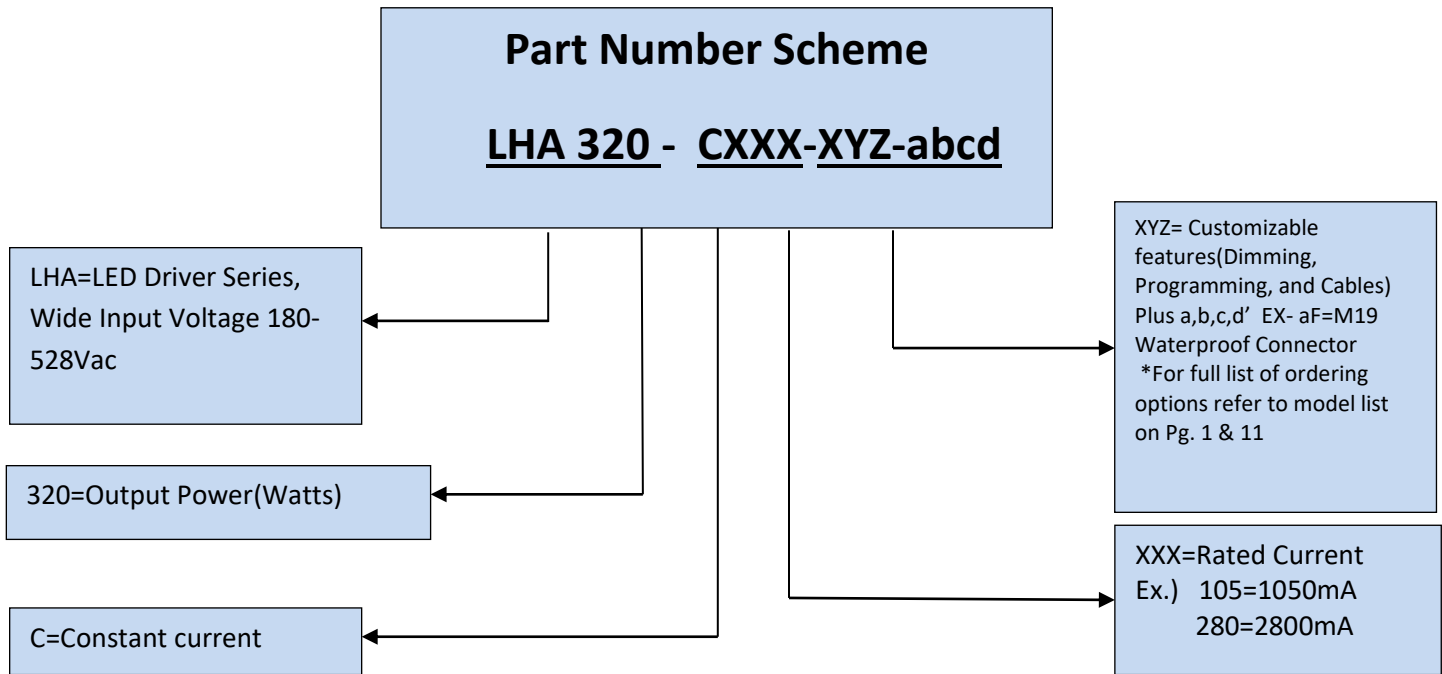 Part Number Scheme
LHA 320 - CXXX-XYZ-abcd
LHA=LED Driver Series,
Wide Input Voltage 180-
528Vac
320=Output Power(Watts)
C=Constant current
XYZ= Customizable
features(Dimming,
Programming, and Cables)
Plus a,b,c,d’ EX- aF=M19
Waterproof Connector
*For full list of ordering
options refer to model list
on Pg. 1 & 11
XXX=Rated Current
Ex.) 105=1050mA
280=2800mA